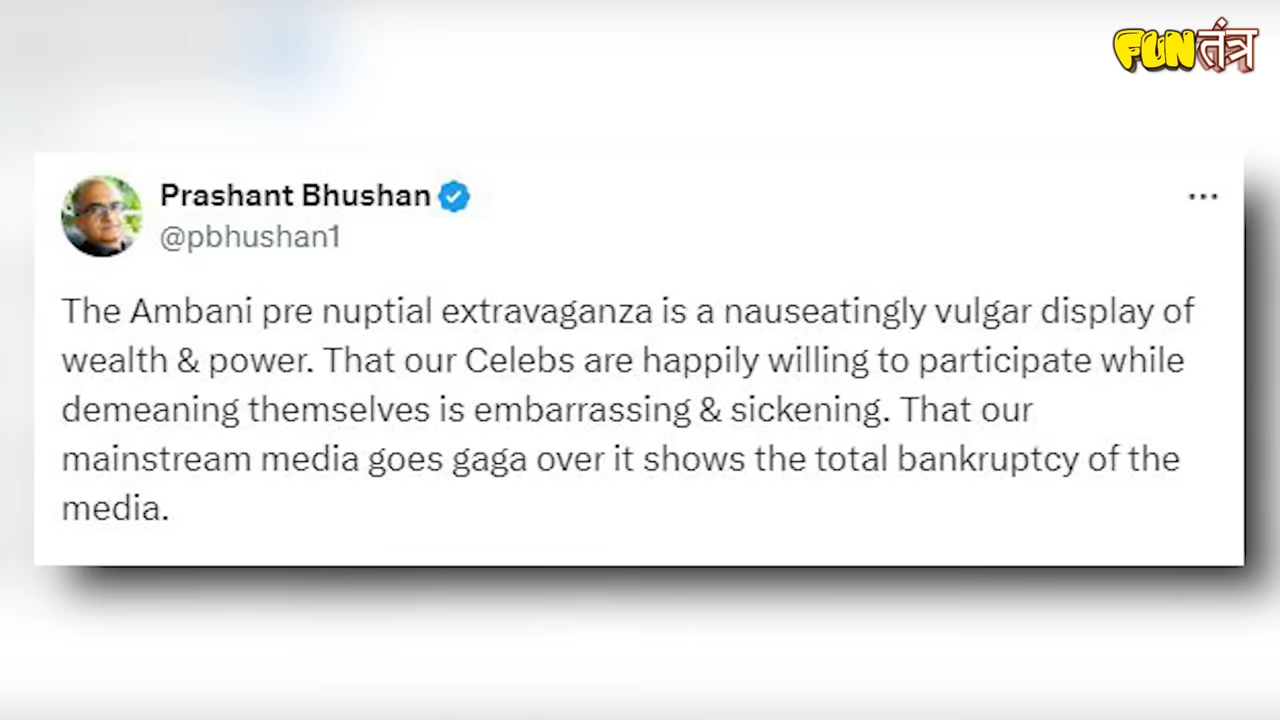 FUNतंत्र
Prashant Bhushan
@pbhushan1
The Ambani pre nuptial extravaganza is a nauseatingly vulgar display of
wealth & power. That our Celebs are happily willing to participate while
demeaning themselves is embarrassing & sickening. That our
mainstream media goes gaga over it shows the total bankruptcy of the
media.